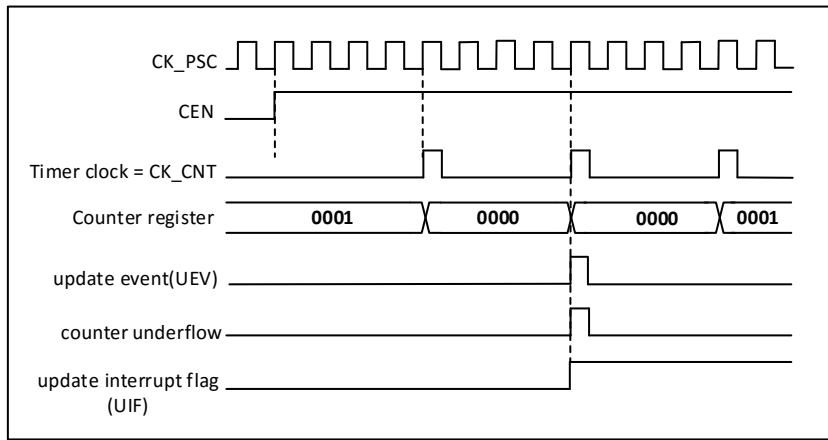 CK_PSC
CEN
Timer clock = CK_CNT
Counter register 0001 0000 0000 0001
update event(UEV)
counter underflow
update interrupt flag
(UIF)